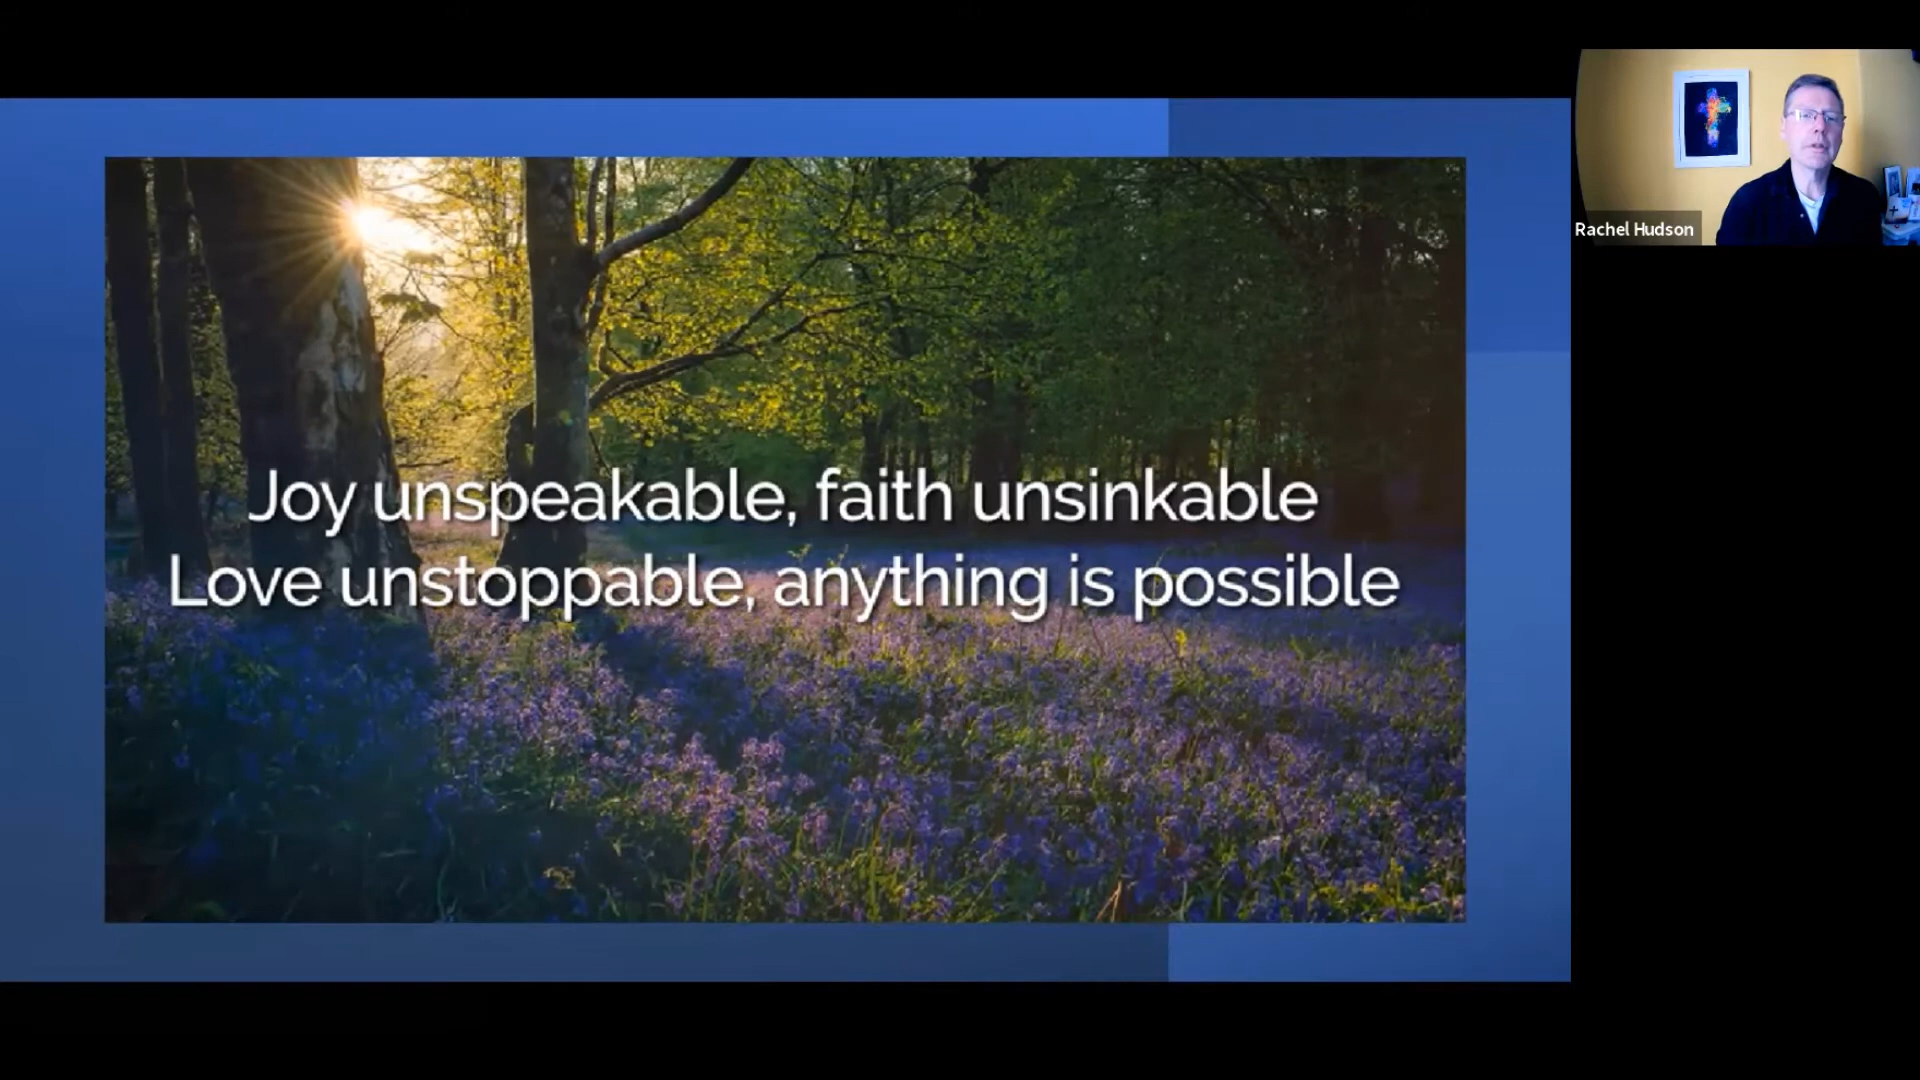 Joy unspeakable, faith unsinkable
Love unstoppable, anything is possible
Rachel Hudson